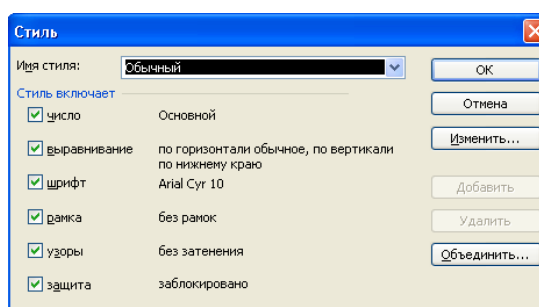 Стиль
Имя стиля: Обычный
ОК
Стиль включает
Отмена
число Основной
Изменить...
выравнивание по горизонтали обычное, по вертикали
по нижнему краю
шрифт Arial Cyr 10
Добавить
рамка без рамок
Удалить
узоры без затенения
Объединить...
защита заблокировано